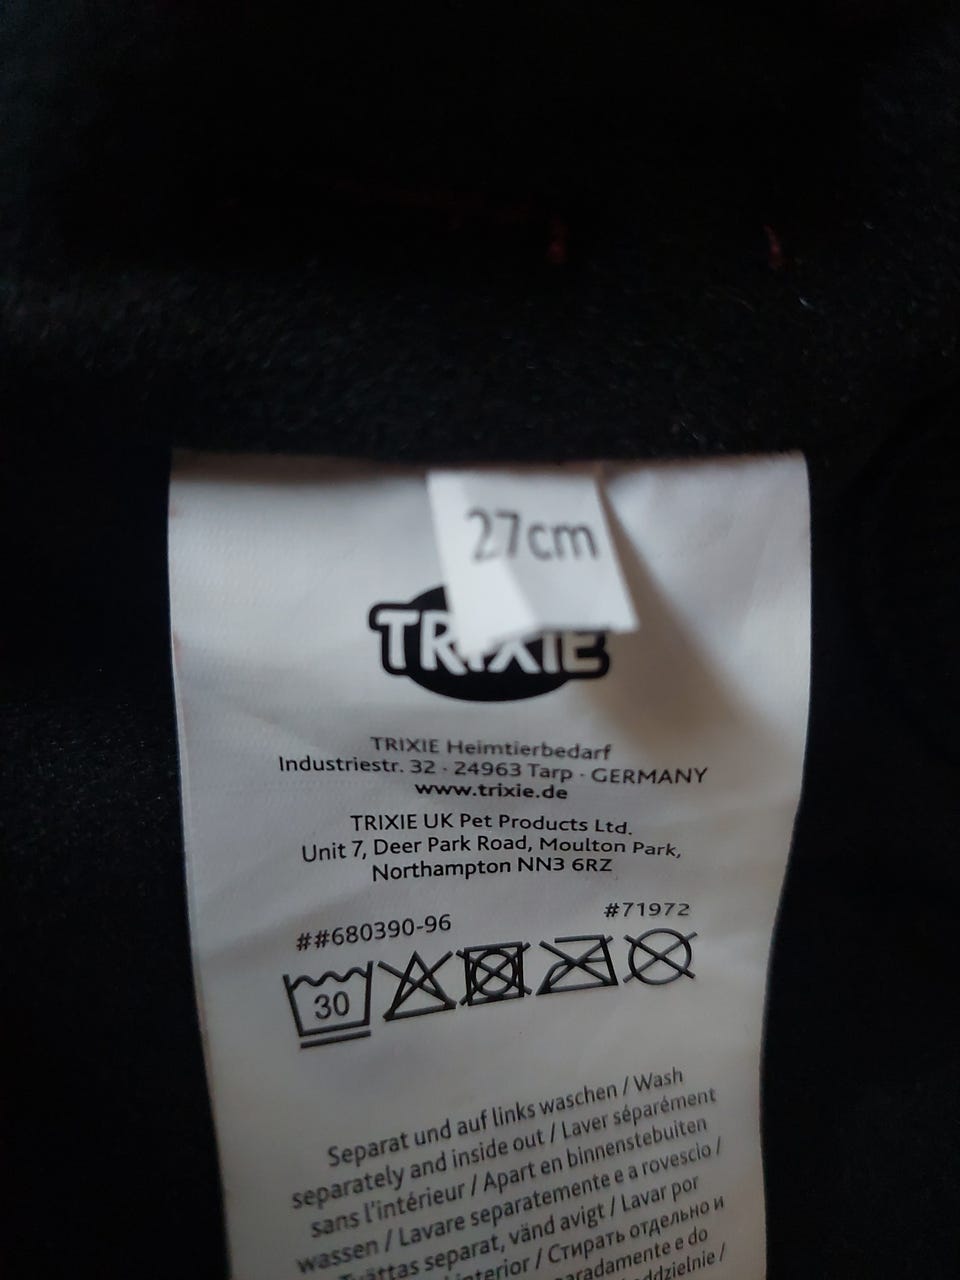 27cm
TRIXIE
TRIXIE Heimtierbedarf
Industriestr. 32 · 24963 Tarp · GERMANY
www.trixie.de
TRIXIE UK Pet Products Ltd.
Unit 7, Deer Park Road, Moulton Park,
Northampton NN3 6RZ
##680390-96 #71972
30
Separat und auf links waschen / Wash
separately and inside out / Laver séparément
sans l'intérieur / Apart en binnenstebuiten
wassen / Lavare separatamente e a rovescio /
separat, vänd avigt / Lavar por
interior / Стирать отдельно и
e do